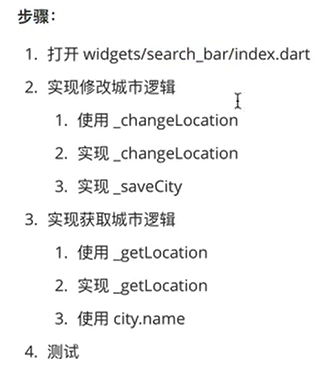 步骤：
1. 打开 widgets/search_bar/index.dart
2. 实现修改城市逻辑
1. 使用 _changeLocation
2. 实现 _changeLocation
3. 实现 _saveCity
3. 实现获取城市逻辑
1. 使用 _getLocation
2. 实现 _getLocation
3. 使用 city.name
4. 测试